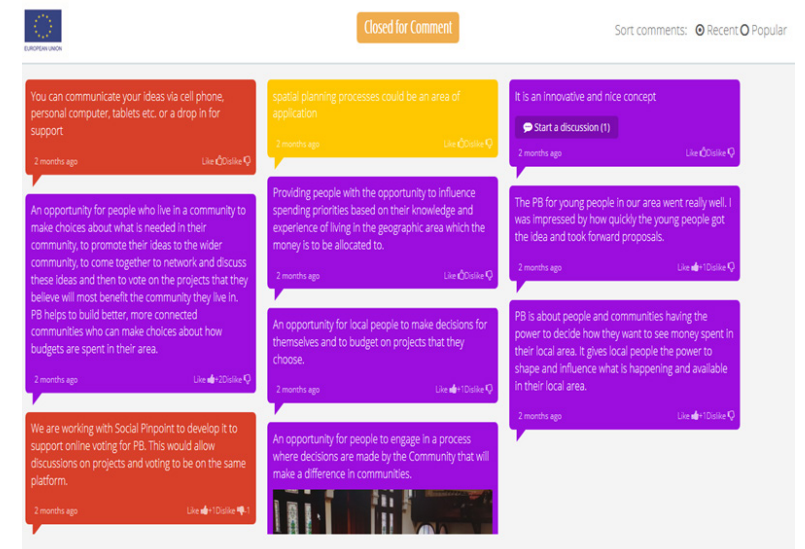 EUROPEAN UNION
Closed for Comment
Sort comments: Recent Popular
You can communicate your ideas via cell phone,
personal computer, tablets etc. or a drop in for
support
2 months ago Like Dislike
An opportunity for people who live in a community to
make choices about what is needed in their
community, to promote their ideas to the wider
community, to come together to network and discuss
these ideas and then to vote on the projects that they
believe will most benefit the community they live in.
PB helps to build better, more connected
communities who can make choices about how
budgets are spent in their area.
2 months ago Like +2Dislike
We are working with Social Pinpoint to develop it to
support online voting for PB. This would allow
discussions on projects and voting to be on the same
platform.
2 months ago Like +1Dislike -1
spatial planning processes could be an area of
application
2 months ago Like Dislike
Providing people with the opportunity to influence
spending priorities based on their knowledge and
experience of living in the geographic area which the
money is to be allocated to.
2 months ago Like Dislike
An opportunity for local people to make decisions for
themselves and to budget on projects that they
choose.
2 months ago Like +1Dislike
An opportunity for people to engage in a process
where decisions are made by the Community that will
make a difference in communities.
It is an innovative and nice concept
Start a discussion (1)
2 months ago Like Dislike
The PB for young people in our area went really well. I
was impressed by how quickly the young people got
the idea and took forward proposals.
2 months ago Like +1Dislike
PB is about people and communities having the
power to decide how they want to see money spent in
their local area. It gives local people the power to
shape and influence what is happening and available
in their local area.
2 months ago Like +1Dislike